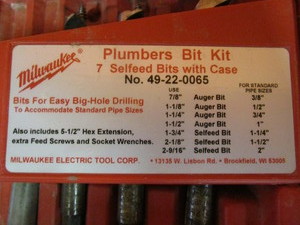 Milwaukee
Plumbers Bit Kit
7 Selfeed Bits with Case
No. 49-22-0065
Bits For Easy Big-Hole Drilling
To Accommodate Standard Pipe Sizes
Also includes 5-1/2" Hex Extension,
extra Feed Screws and Socket Wrenches.
USE FOR STANDARD PIPE SIZES
7/8" Auger Bit 3/8"
1-1/8" Auger Bit 1/2"
1-1/4" Auger Bit 3/4"
1-1/2" Auger Bit 1"
1-3/4" Selfeed Bit 1-1/4"
2-1/8" Selfeed Bit 1-1/2"
2-9/16" Selfeed Bit 2"
MILWAUKEE ELECTRIC TOOL CORP. • 13135 W. Lisbon Rd. • Brookfield, WI 53005